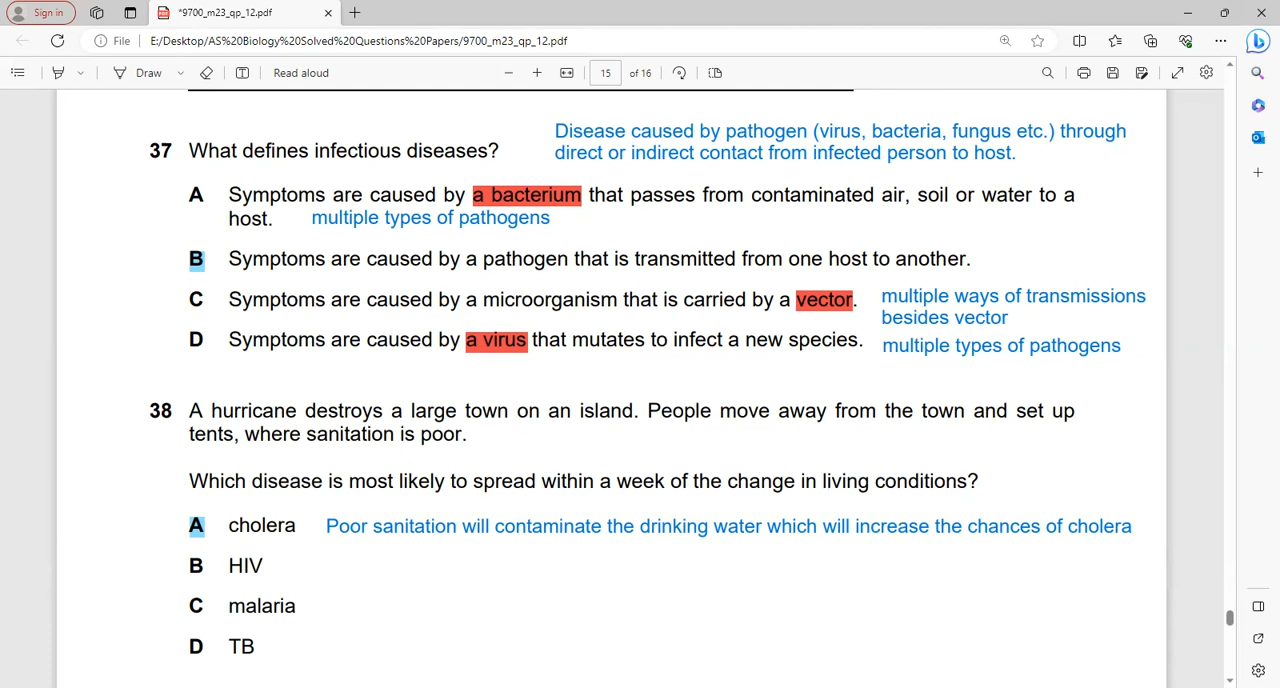 Sign in
*9700_m23_qp_12.pdf
File
E:/Desktop/AS%20Biology%20Solved%20Questions%20Papers/9700_m23_qp_12.pdf
Draw
Read aloud
15 of 16
37 What defines infectious diseases?
Disease caused by pathogen (virus, bacteria, fungus etc.) through
direct or indirect contact from infected person to host.
A Symptoms are caused by a bacterium that passes from contaminated air, soil or water to a
host. multiple types of pathogens
B Symptoms are caused by a pathogen that is transmitted from one host to another.
C Symptoms are caused by a microorganism that is carried by a vector. multiple ways of transmissions
besides vector
D Symptoms are caused by a virus that mutates to infect a new species. multiple types of pathogens
38 A hurricane destroys a large town on an island. People move away from the town and set up
tents, where sanitation is poor.
Which disease is most likely to spread within a week of the change in living conditions?
A cholera Poor sanitation will contaminate the drinking water which will increase the chances of cholera
B HIV
C malaria
D TB